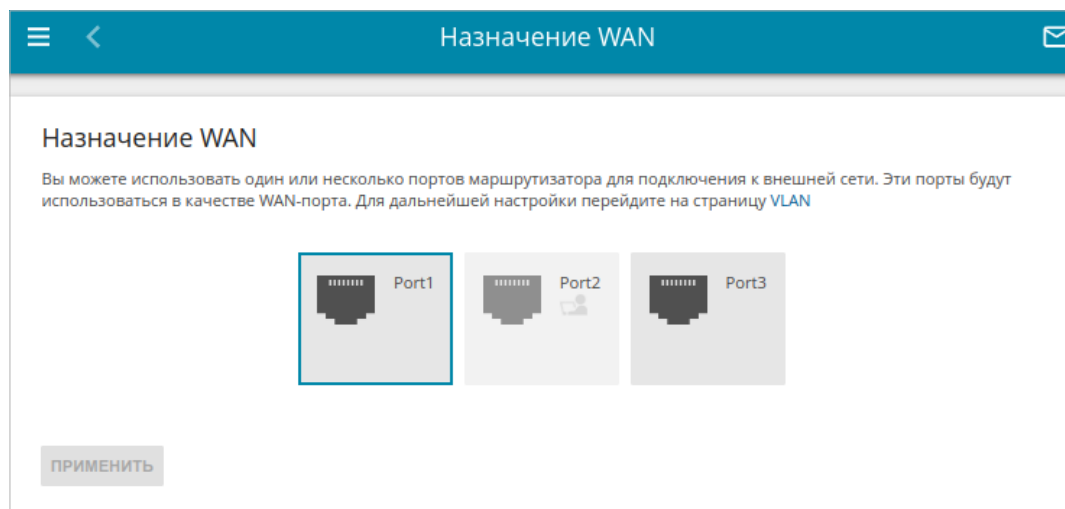 Назначение WAN
Назначение WAN
Вы можете использовать один или несколько портов маршрутизатора для подключения к внешней сети. Эти порты будут
использоваться в качестве WAN-порта. Для дальнейшей настройки перейдите на страницу VLAN
Port1 Port2 Port3
ПРИМЕНИТЬ